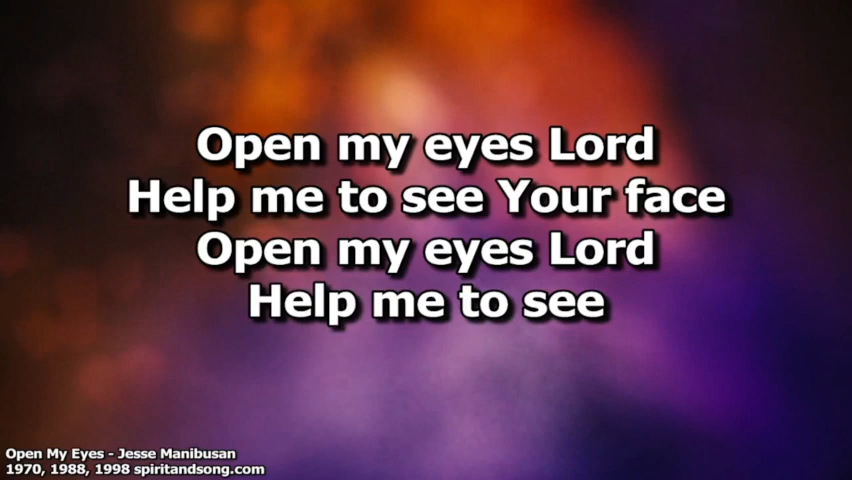 Open my eyes Lord
Help me to see Your face
Open my eyes Lord
Help me to see
Open My Eyes - Jesse Manibusan
1970, 1988, 1998 spiritandsong.com